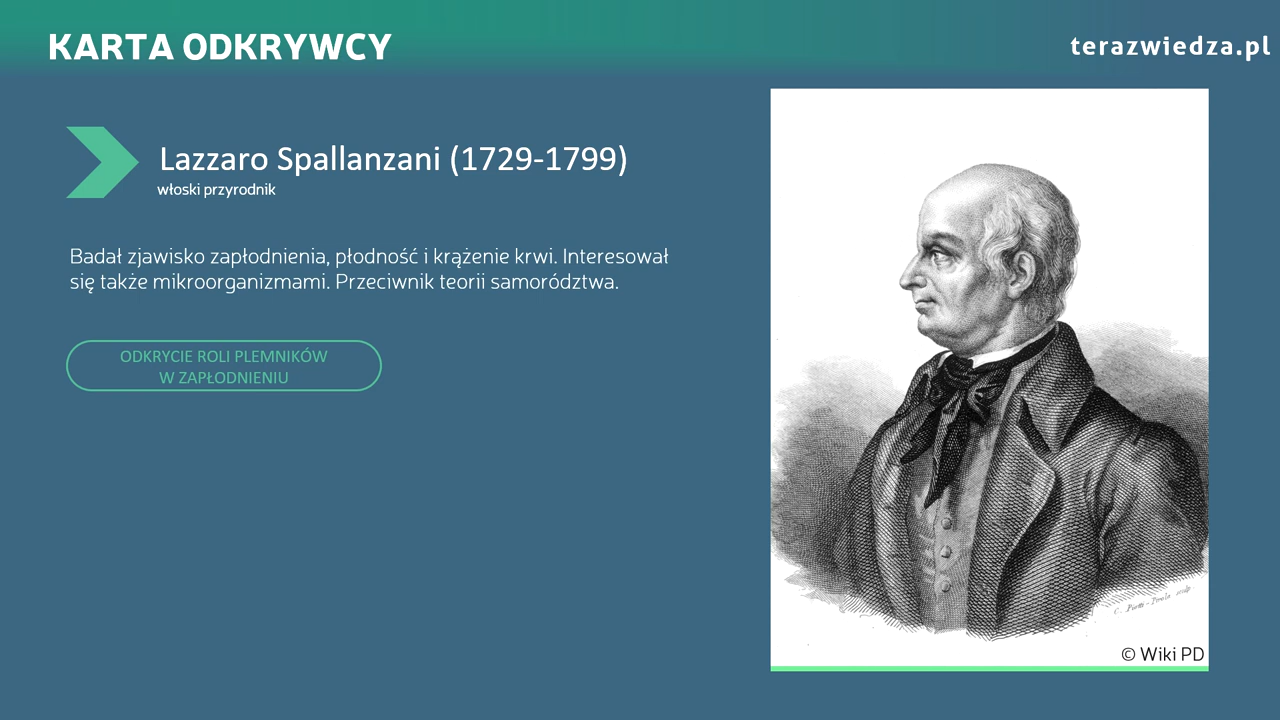 KARTA ODKRYWCY
terazwiedza.pl
Lazzaro Spallanzani (1729-1799)
włoski przyrodnik
Badał zjawisko zapłodnienia, płodność i krążenie krwi. Interesował
się także mikroorganizmami. Przeciwnik teorii samorództwa.
ODKRYCIE ROLI PLEMNIKÓW
W ZAPŁODNIENIU
© Wiki PD